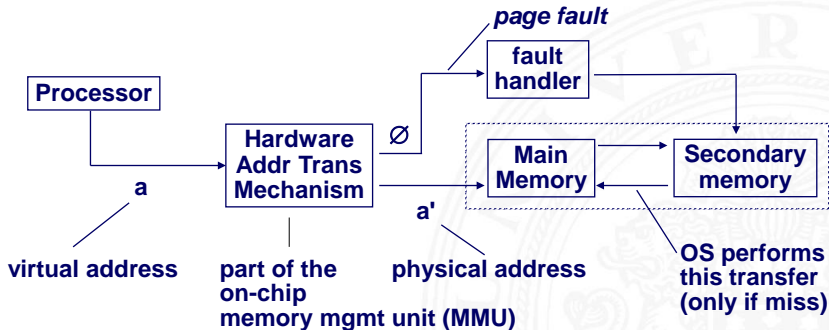 page fault
fault
handler
Processor
Hardware
Addr Trans
Mechanism
∅
Main
Memory
Secondary
memory
a
a'
virtual address
part of the
on-chip
memory mgmt unit (MMU)
physical address
OS performs
this transfer
(only if miss)